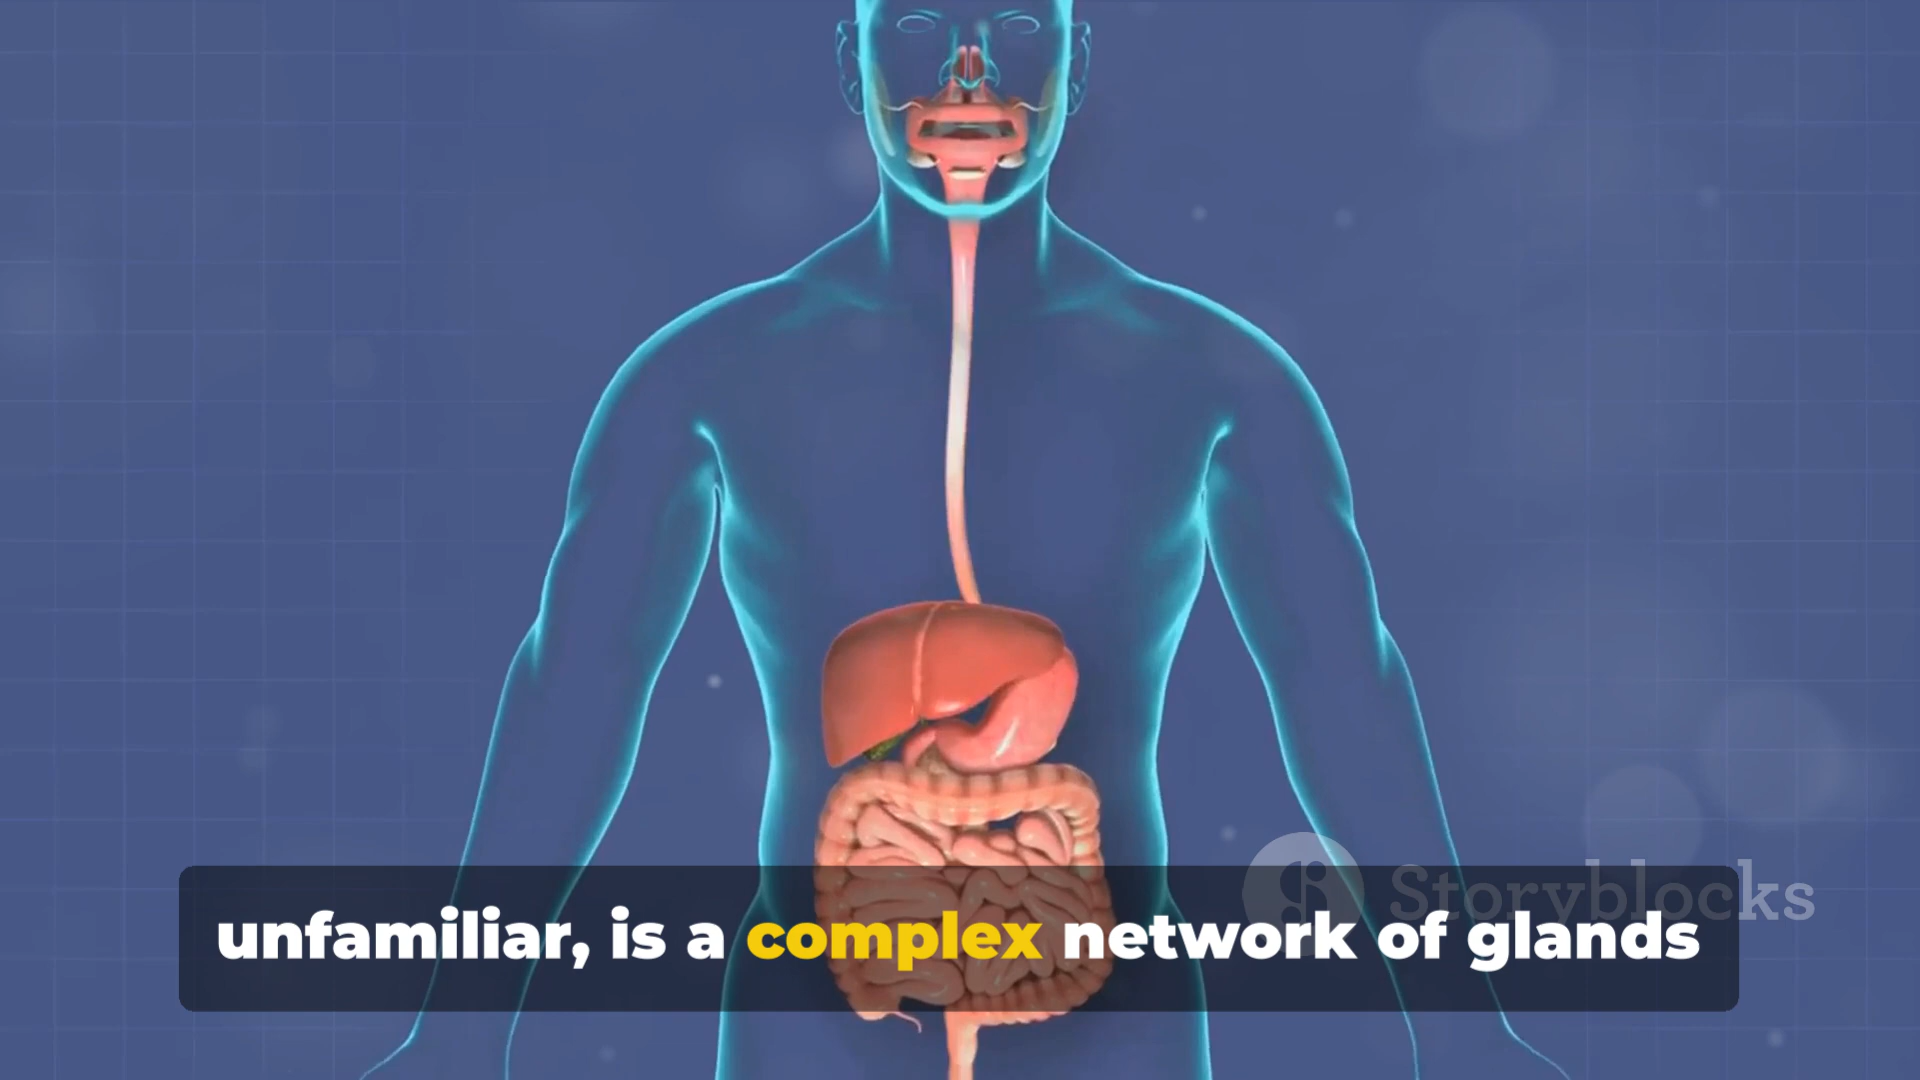 Storyblocks
unfamiliar, is a complex network of glands